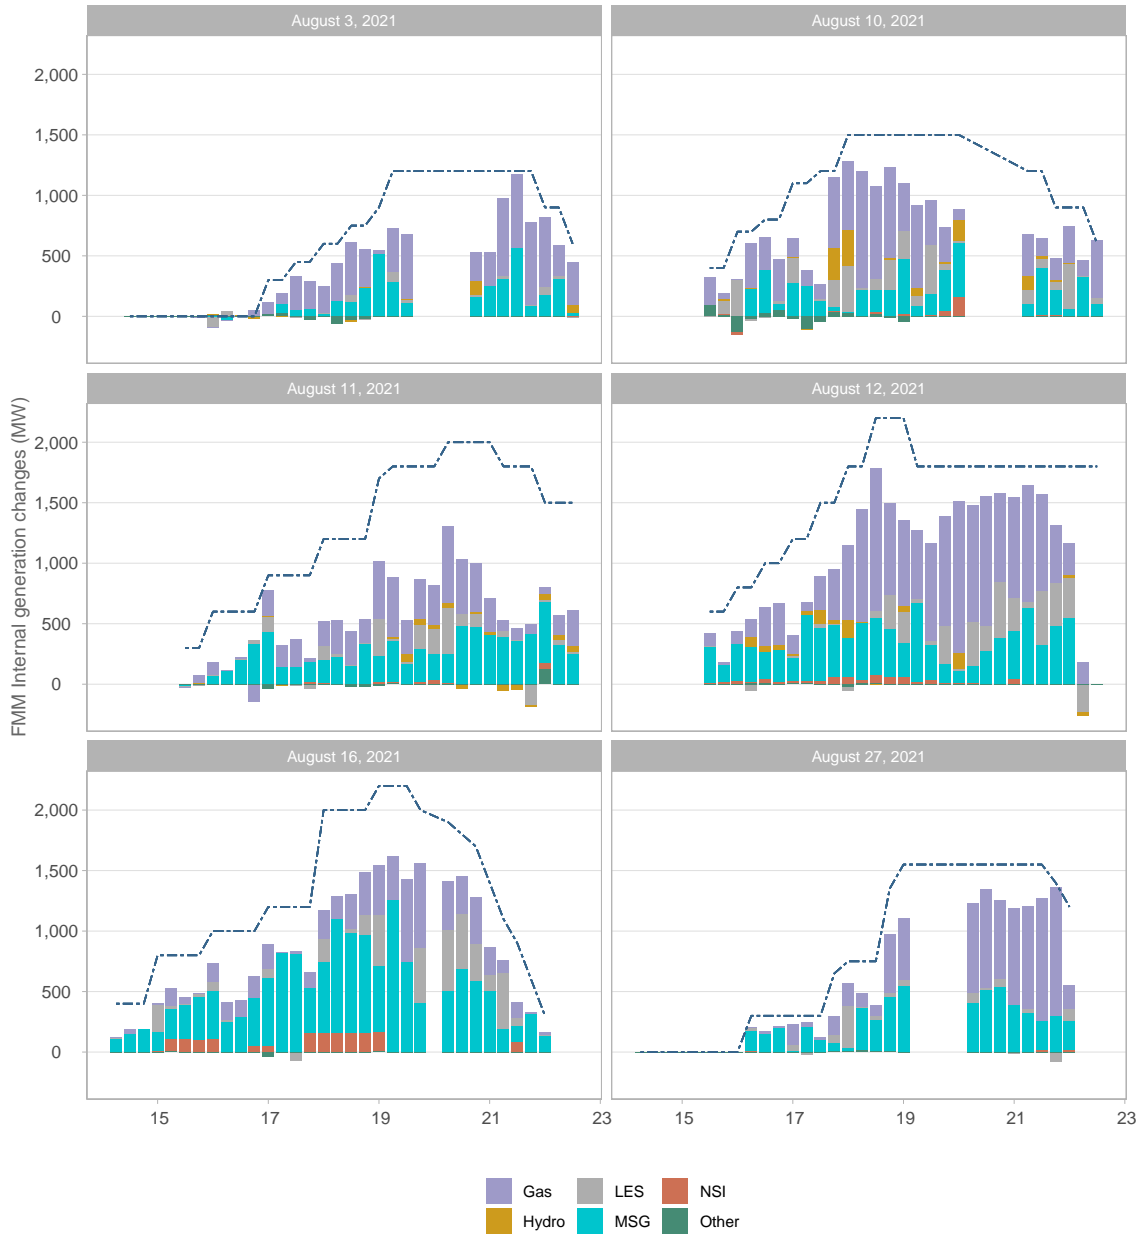 August 3, 2021
August 10, 2021
2,000
1,500
1,000
500
0
August 11, 2021
August 12, 2021
FMM Internal generation changes (MW)
2,000
1,500
1,000
500
0
August 16, 2021
August 27, 2021
2,000
1,500
1,000
500
0
15 17 19 21 23 15 17 19 21 23
Gas LES NSI
Hydro MSG Other